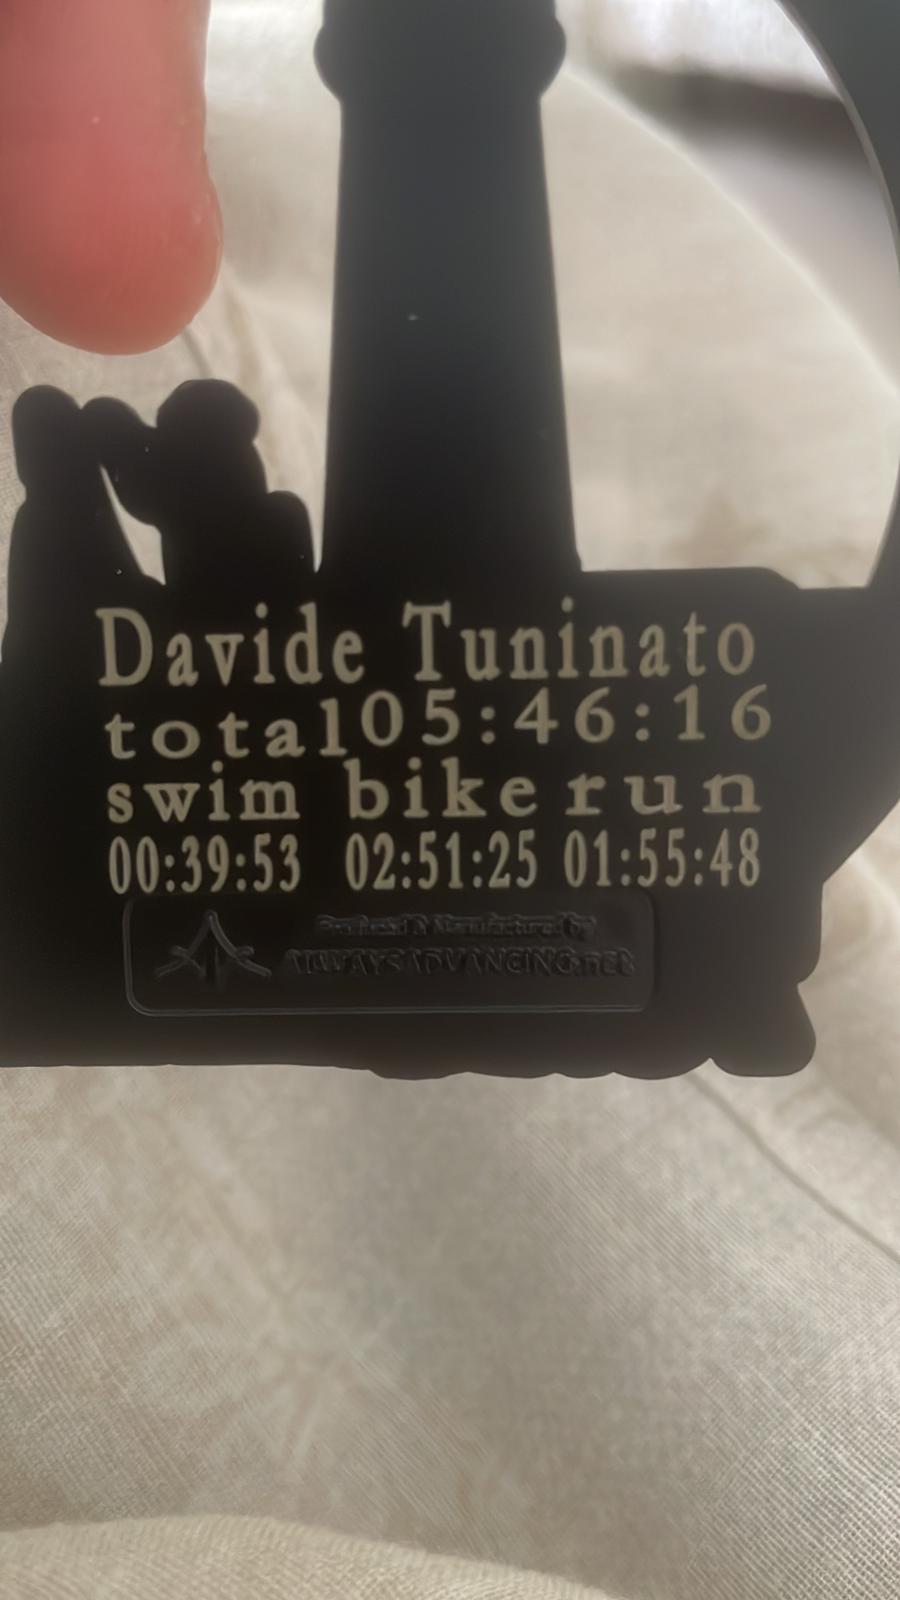 Davide Tuninato
total05:46:16
swim bike run
00:39:53 02:51:25 01:55:48
Produced & Manufactured by
ALWAYSADVANCING.net